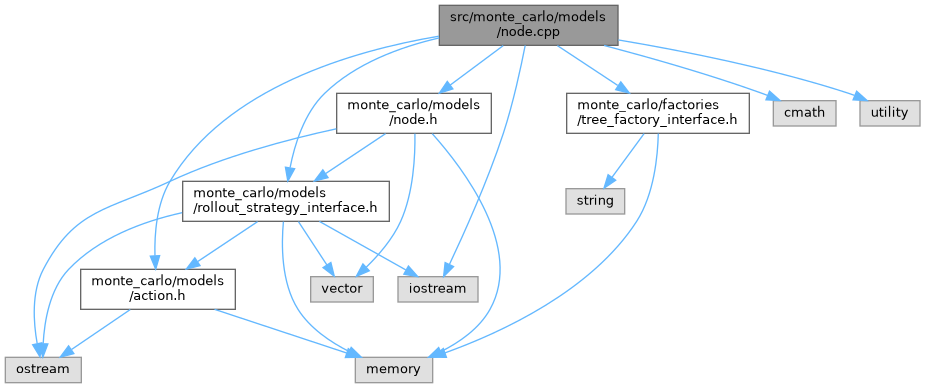 src/monte_carlo/models
/node.cpp
monte_carlo/models
/node.h
monte_carlo/factories
/tree_factory_interface.h
cmath
utility
monte_carlo/models
/rollout_strategy_interface.h
string
monte_carlo/models
/action.h
vector
iostream
ostream
memory